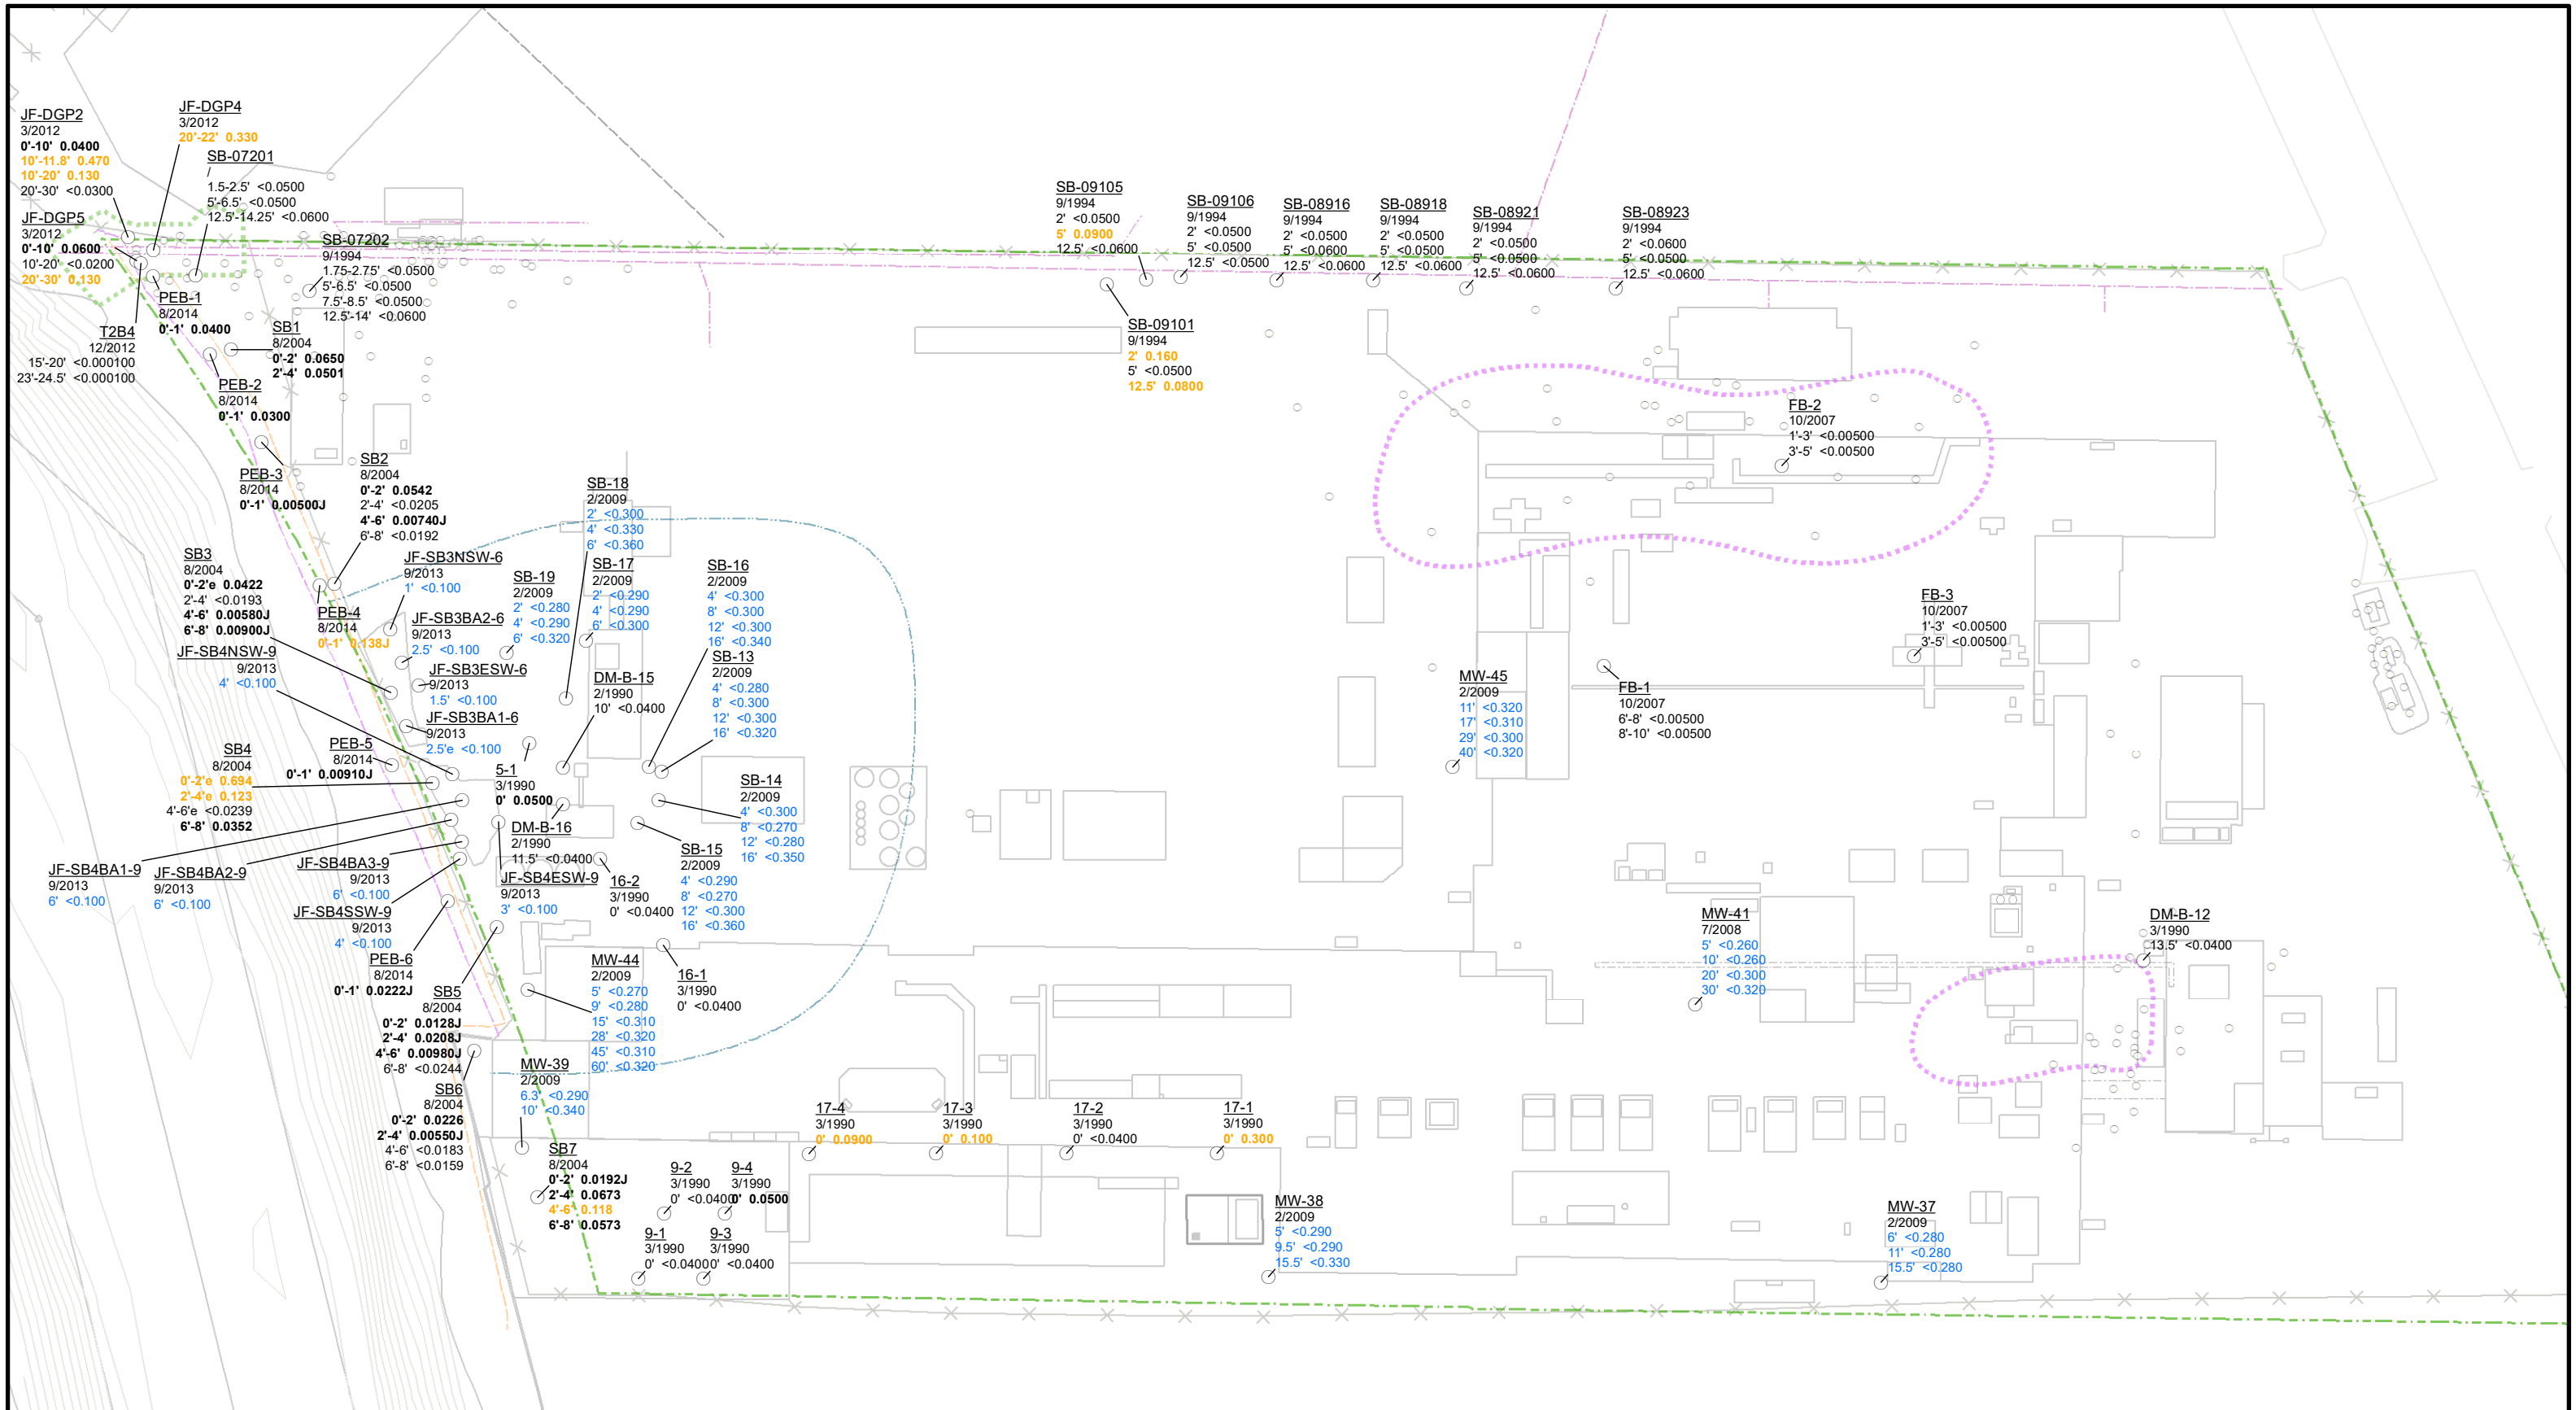 JF-DGP2
3/2012
0'-10' 0.0400
10'-11.8' 0.470
10'-20' 0.130
20'-30' <0.0300
JF-DGP4
3/2012
20'-22' 0.330
SB-07201
/
1.5-2.5' <0.0500
5'-6.5' <0.0500
12.5'-14.25' <0.0600
JF-DGP5
3/2012
0'-10' 0.0600
10'-20' <0.0200
20'-30' 0.130
SB-07202
9/1994
1.75-2.75' <0.0500
5'-6.5' <0.0500
7.5'-8.5' <0.0500
12.5'-14' <0.0600
SB-09105
9/1994
2' <0.0500
5' 0.0900
12.5' <0.0600
SB-09106
9/1994
2' <0.0500
5' <0.0500
12.5' <0.0500
SB-08916
9/1994
2' <0.0500
5' <0.0600
12.5' <0.0600
SB-08918
9/1994
2' <0.0500
5' <0.0500
12.5' <0.0600
SB-08921
9/1994
2' <0.0500
5' <0.0500
12.5' <0.0600
SB-08923
9/1994
2' <0.0600
5' <0.0500
12.5' <0.0600
PEB-1
8/2014
0'-1' 0.0400
T2B4
12/2012
15'-20' <0.000100
23'-24.5' <0.000100
SB1
8/2004
0'-2' 0.0650
2'-4' 0.0501
SB-09101
9/1994
2' 0.160
5' <0.0500
12.5' 0.0800
PEB-2
8/2014
0'-1' 0.0300
FB-2
10/2007
1'-3' <0.00500
3'-5' <0.00500
PEB-3
8/2014
0'-1' 0.00500J
SB2
8/2004
0'-2' 0.0542
2'-4' <0.0205
4'-6' 0.00740J
6'-8' <0.0192
SB-18
2/2009
2' <0.300
4' <0.330
6' <0.360
SB3
8/2004
0'-2'e 0.0422
2'-4' <0.0193
4'-6' 0.00580J
6'-8' 0.00900J
JF-SB3NSW-6
9/2013
1' <0.100
SB-19
2/2009
2' <0.280
4' <0.290
6' <0.320
SB-17
2/2009
2' <0.290
4' <0.290
6' <0.300
SB-16
2/2009
4' <0.300
8' <0.300
12' <0.300
16' <0.340
PEB-4
8/2014
0'-1' 0.138J
JF-SB3BA2-6
9/2013
2.5' <0.100
FB-3
10/2007
1'-3' <0.00500
3'-5' <0.00500
JF-SB4NSW-9
9/2013
4' <0.100
JF-SB3ESW-6
9/2013
1.5' <0.100
DM-B-15
2/1990
10' <0.0400
SB-13
2/2009
4' <0.280
8' <0.300
12' <0.300
16' <0.320
MW-45
2/2009
11' <0.320
17' <0.310
29' <0.300
40' <0.320
FB-1
10/2007
6'-8' <0.00500
8'-10' <0.00500
JF-SB3BA1-6
9/2013
2.5'e <0.100
SB4
8/2004
0'-2'e 0.694
2'-4'e 0.123
4'-6'e <0.0239
6'-8' 0.0352
PEB-5
8/2014
0'-1' 0.00910J
5-1
3/1990
0' 0.0500
SB-14
2/2009
4' <0.300
8' <0.270
12' <0.280
16' <0.350
DM-B-16
2/1990
11.5' <0.0400
SB-15
2/2009
4' <0.290
8' <0.270
12' <0.300
16' <0.360
JF-SB4BA1-9
9/2013
6' <0.100
JF-SB4BA2-9
9/2013
6' <0.100
JF-SB4BA3-9
9/2013
6' <0.100
JF-SB4ESW-9
9/2013
3' <0.100
16-2
3/1990
0' <0.0400
JF-SB4SSW-9
9/2013
4' <0.100
MW-41
7/2008
5' <0.260
10' <0.260
20' <0.300
30' <0.320
DM-B-12
3/1990
13.5' <0.0400
PEB-6
8/2014
0'-1' 0.0222J
MW-44
2/2009
5' <0.270
9' <0.280
15' <0.310
28' <0.320
45' <0.310
60' <0.320
16-1
3/1990
0' <0.0400
SB5
8/2004
0'-2' 0.0128J
2'-4' 0.0208J
4'-6' 0.00980J
6'-8' <0.0244
MW-39
2/2009
6.3' <0.290
10' <0.340
SB6
8/2004
0'-2' 0.0226
2'-4' 0.00550J
4'-6' <0.0183
6'-8' <0.0159
17-4
3/1990
0' 0.0900
17-3
3/1990
0' 0.100
17-2
3/1990
0' <0.0400
17-1
3/1990
0' 0.300
SB7
8/2004
0'-2' 0.0192J
2'-4' 0.0673
4'-6' 0.118
6'-8' 0.0573
9-2
3/1990
0' <0.0400
9-4
3/1990
0' 0.0500
9-1
3/1990
0' <0.0400
9-3
3/1990
0' <0.0400
MW-38
2/2009
5' <0.290
9.5' <0.290
15.5' <0.330
MW-37
2/2009
6' <0.280
11' <0.280
15.5' <0.280